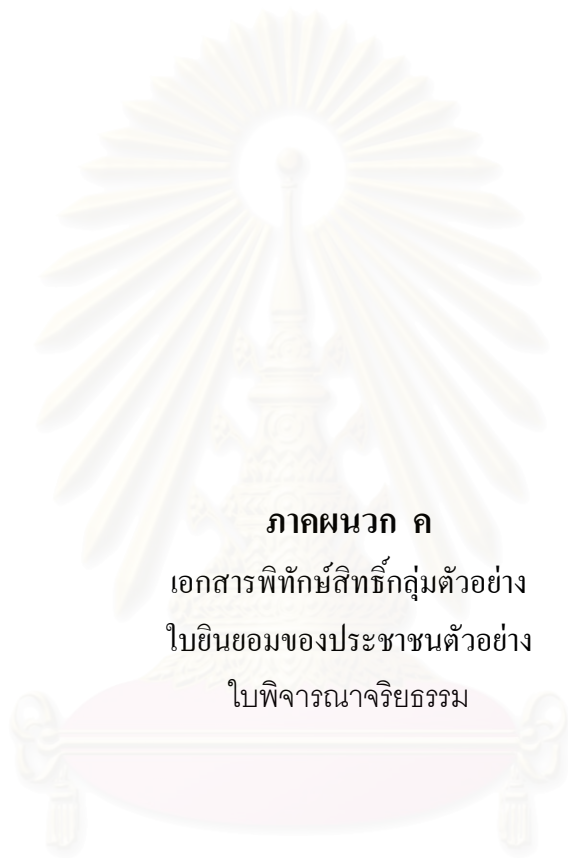 ภาคผนวก ค
เอกสารพิทักษ์สิทธิ์กลุ่มตัวอย่าง
ใบยินยอมของประชาชนตัวอย่าง
ใบพิจารณาจริยธรรม